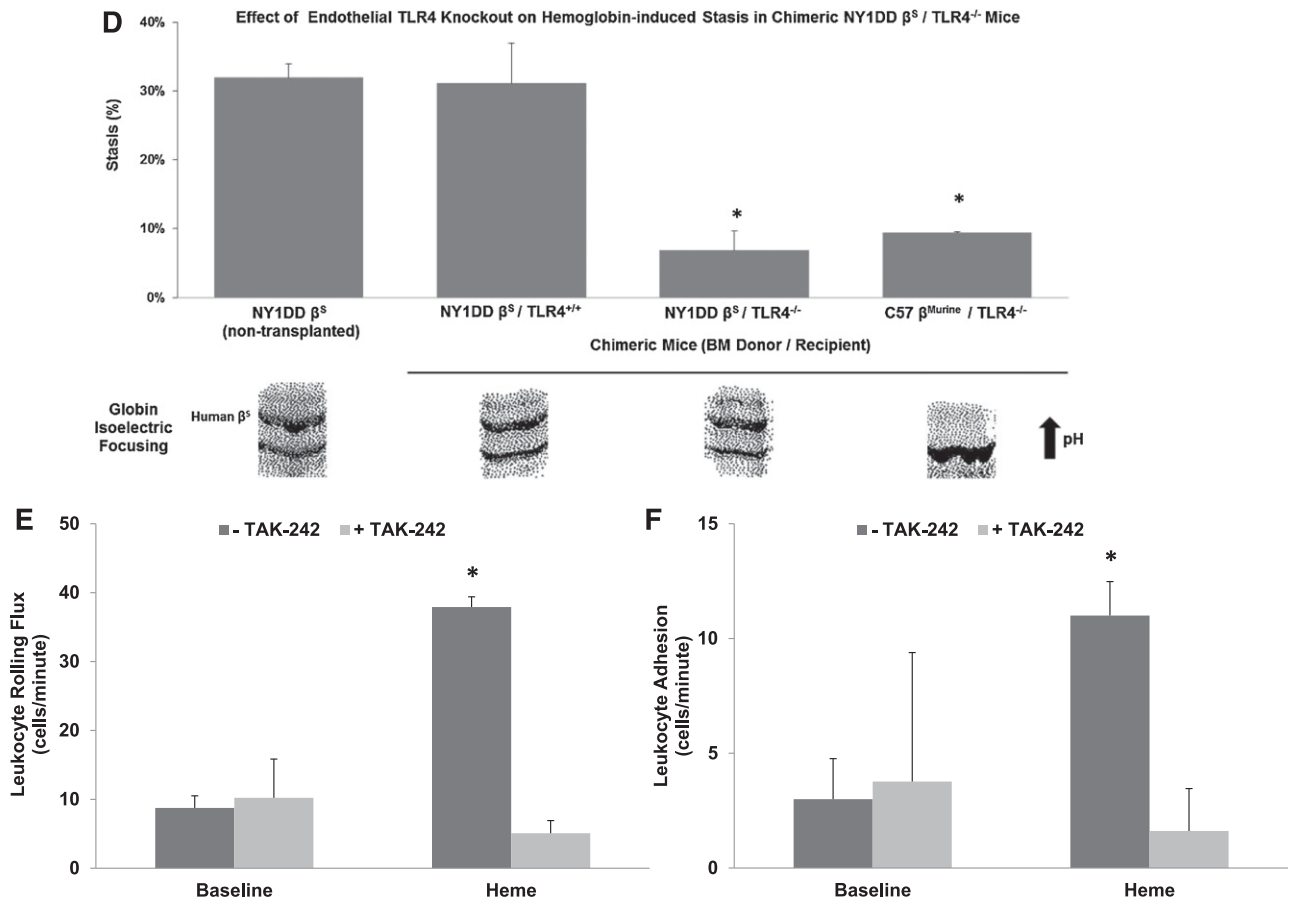 D
Effect of Endothelial TLR4 Knockout on Hemoglobin-induced Stasis in Chimeric NY1DD βˢ / TLR4⁻/⁻ Mice
40%
30%
20%
10%
0%
Stasis (%)
*
*
NY1DD βˢ
(non-transplanted)
NY1DD βˢ / TLR4⁺/⁺
NY1DD βˢ / TLR4⁻/⁻
C57 βᴹᵘʳⁱⁿᵉ / TLR4⁻/⁻
Chimeric Mice (BM Donor / Recipient)
Globin
Isoelectric
Focusing
Human βˢ
pH
E
- TAK-242
+ TAK-242
50
40
30
20
10
0
Leukocyte Rolling Flux
(cells/minute)
*
Baseline
Heme
F
- TAK-242
+ TAK-242
15
10
5
0
Leukocyte Adhesion
(cells/minute)
*
Baseline
Heme